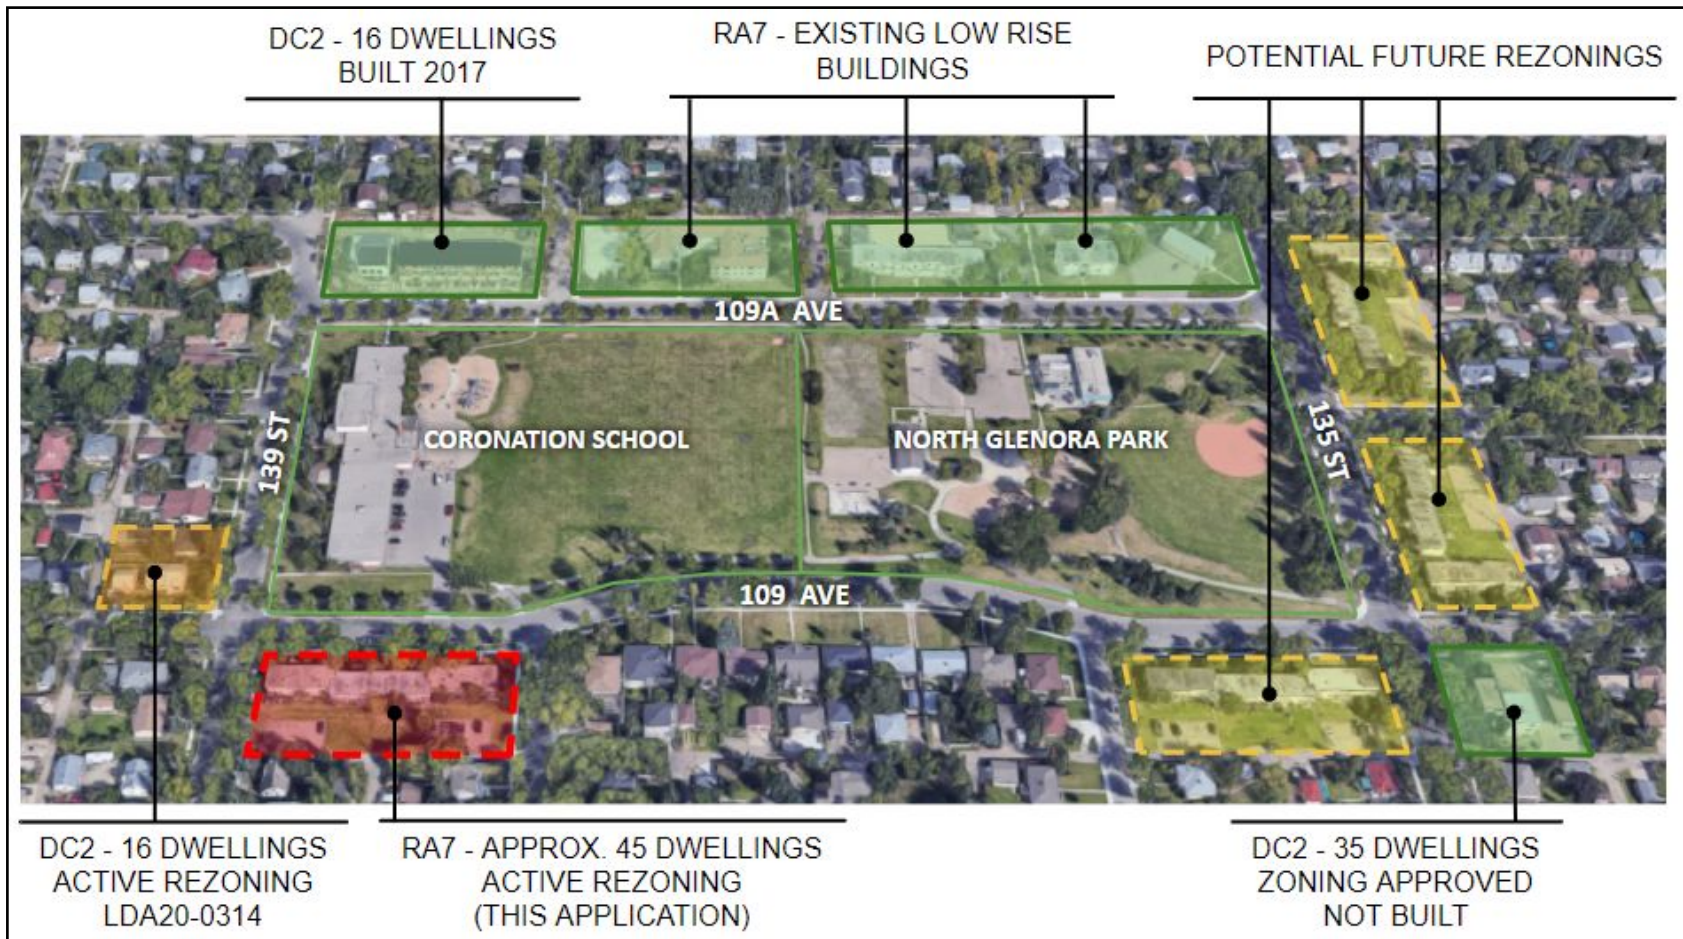 DC2 - 16 DWELLINGS
BUILT 2017
RA7 - EXISTING LOW RISE
BUILDINGS
POTENTIAL FUTURE REZONINGS
109A AVE
139 ST
CORONATION SCHOOL
NORTH GLENORA PARK
135 ST
109 AVE
DC2 - 16 DWELLINGS
ACTIVE REZONING
LDA20-0314
RA7 - APPROX. 45 DWELLINGS
ACTIVE REZONING
(THIS APPLICATION)
DC2 - 35 DWELLINGS
ZONING APPROVED
NOT BUILT